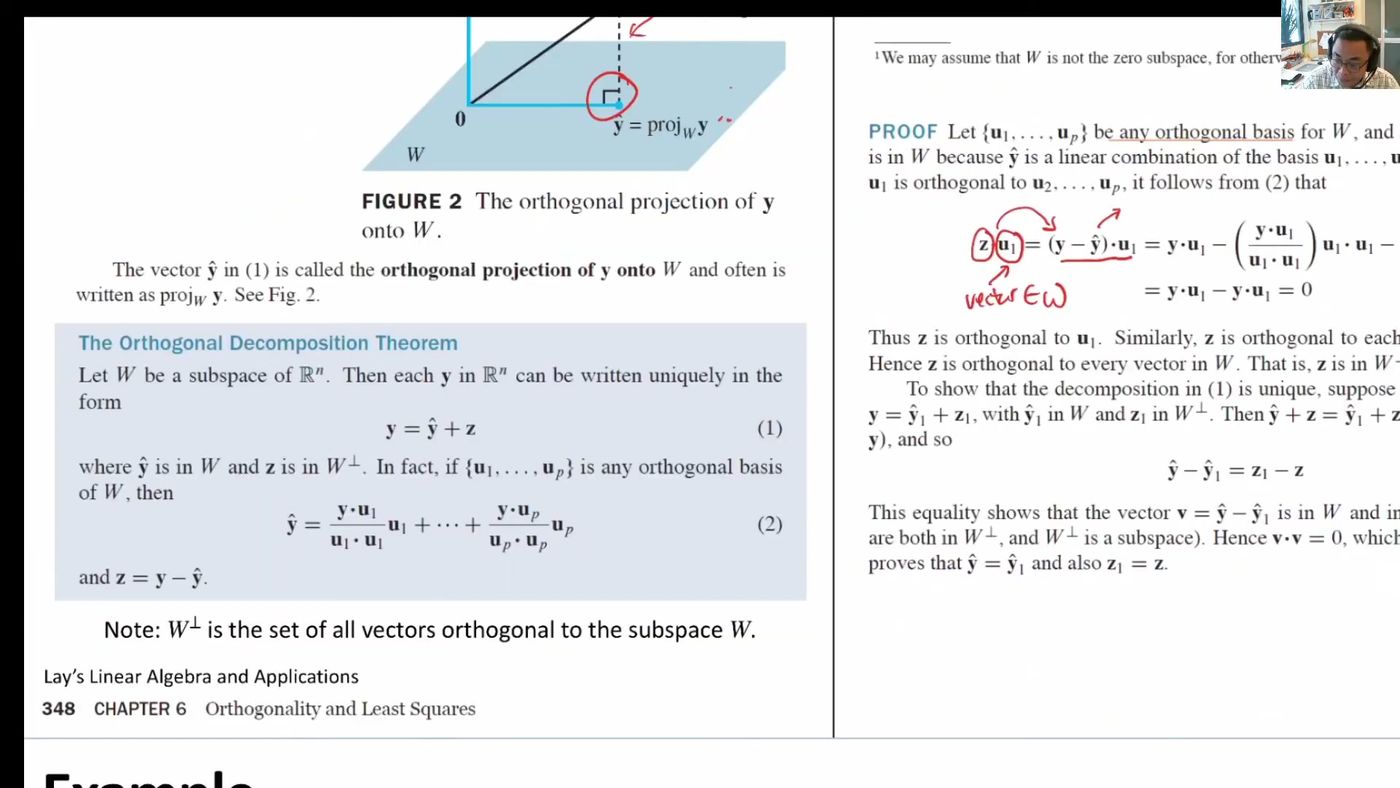 0
ŷ = proj_W y
W
FIGURE 2 The orthogonal projection of y
onto W.
The vector ŷ in (1) is called the orthogonal projection of y onto W and often is
written as proj_W y. See Fig. 2.
The Orthogonal Decomposition Theorem
Let W be a subspace of ℝⁿ. Then each y in ℝⁿ can be written uniquely in the
form
y = ŷ + z (1)
where ŷ is in W and z is in W⊥. In fact, if {u₁, . . . , uₚ} is any orthogonal basis
of W, then
ŷ = (y·u₁)/(u₁·u₁) u₁ + ··· + (y·uₚ)/(uₚ·uₚ) uₚ (2)
and z = y − ŷ.
Note: W⊥ is the set of all vectors orthogonal to the subspace W.
Lay's Linear Algebra and Applications
348 CHAPTER 6 Orthogonality and Least Squares
Example
¹We may assume that W is not the zero subspace, for
PROOF Let {u₁, . . . , uₚ} be any orthogonal basis for W, and
is in W because ŷ is a linear combination of the basis u₁, . . . ,
u₁ is orthogonal to u₂, . . . , uₚ, it follows from (2) that
z u₁ = (y − ŷ)·u₁ = y·u₁ − ((y·u₁)/(u₁·u₁)) u₁·u₁ −
vector ∈ W
= y·u₁ − y·u₁ = 0
Thus z is orthogonal to u₁. Similarly, z is orthogonal to each
Hence z is orthogonal to every vector in W. That is, z is in W
To show that the decomposition in (1) is unique, suppose
y = ŷ₁ + z₁, with ŷ₁ in W and z₁ in W⊥. Then ŷ + z = ŷ₁ + z
y), and so
ŷ − ŷ₁ = z₁ − z
This equality shows that the vector v = ŷ − ŷ₁ is in W and in
are both in W⊥, and W⊥ is a subspace). Hence v·v = 0, which
proves that ŷ = ŷ₁ and also z₁ = z.